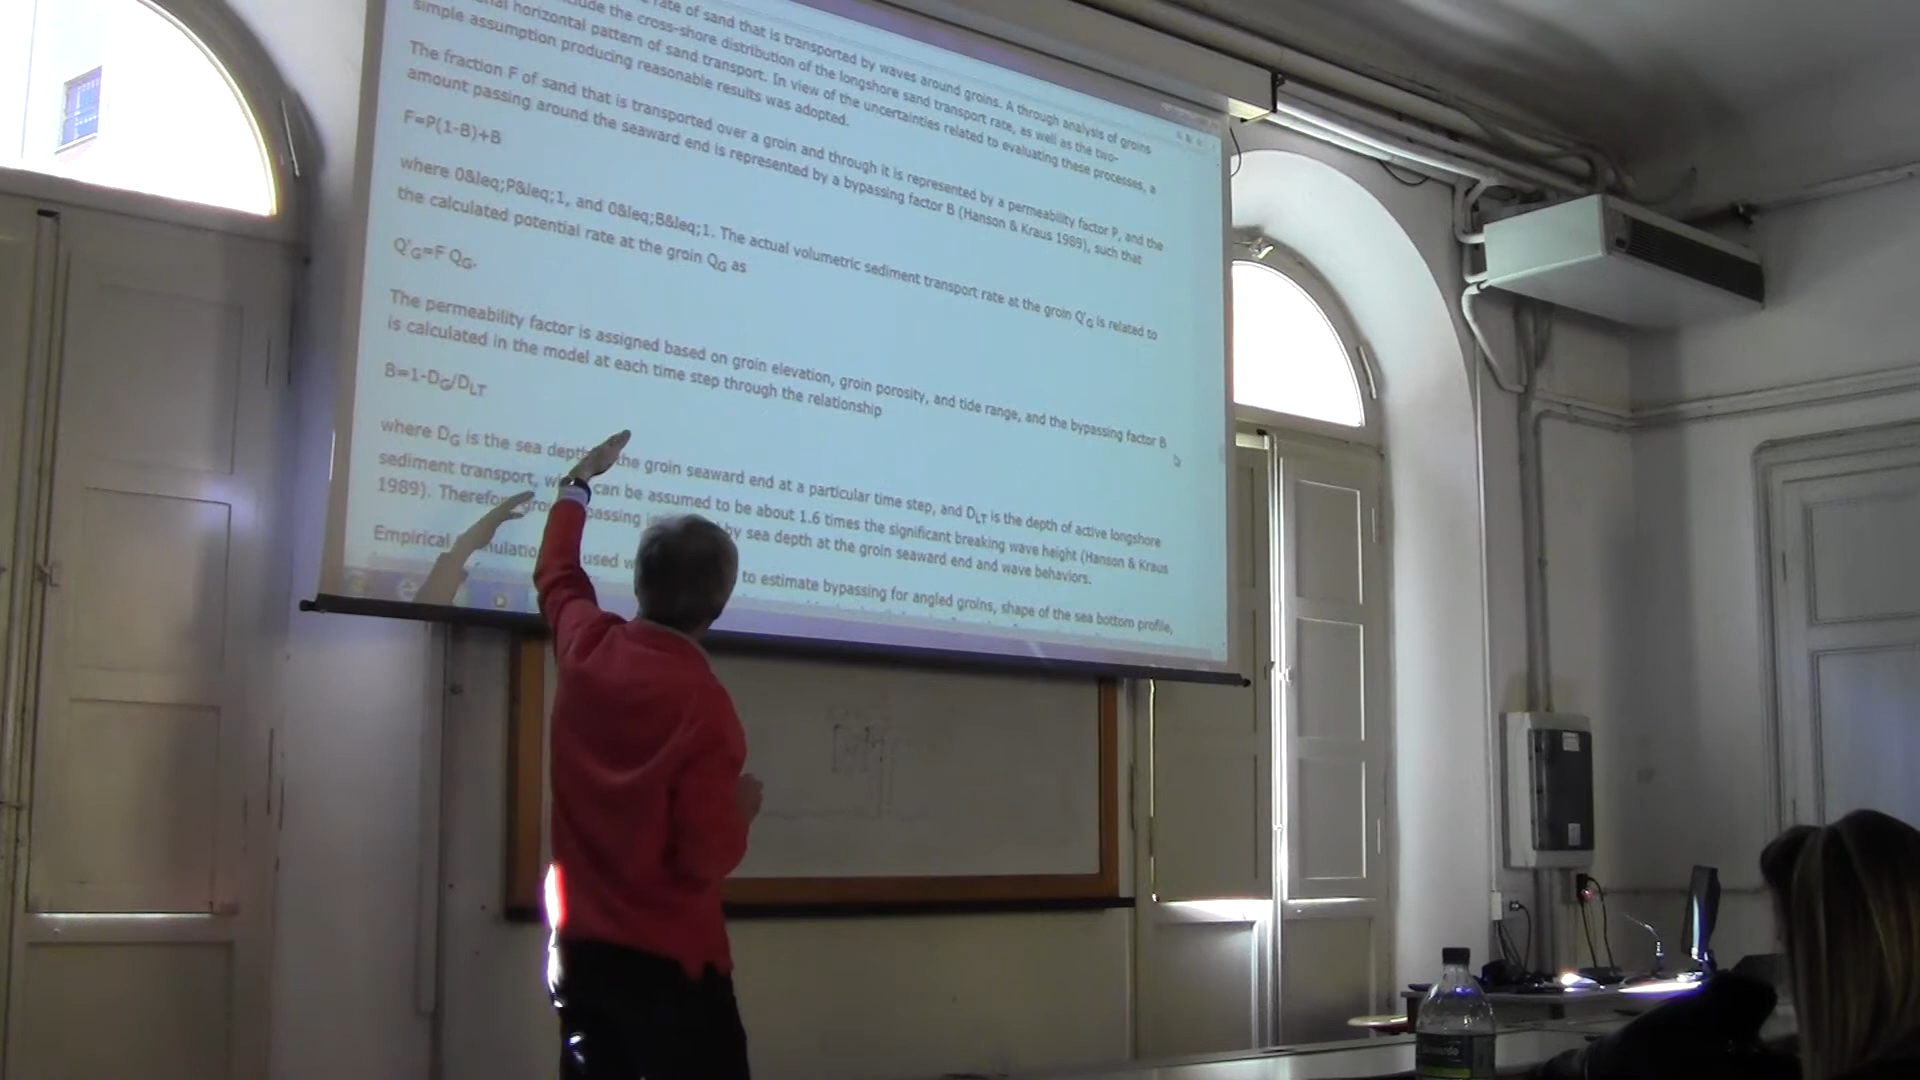 rate of sand that is transported by waves around groins. A through analysis of groins
the cross-shore distribution of the longshore sand transport rate, as well as the two-
horizontal pattern of sand transport. In view of the uncertainties related to evaluating these processes, a
simple assumption producing reasonable results was adopted.
The fraction F of sand that is transported over a groin and through it is represented by a permeability factor P, and the
amount passing around the seaward end is represented by a bypassing factor B (Hanson & Kraus 1989), such that
F=P(1-B)+B
where 0&leq;P&leq;1, and 0&leq;B&leq;1. The actual volumetric sediment transport rate at the groin Q'G is related to
the calculated potential rate at the groin QG as
Q'G=F QG.
The permeability factor is assigned based on groin elevation, groin porosity, and tide range, and the bypassing factor B
is calculated in the model at each time step through the relationship
B=1-DG/DLT
where DG is the sea depth the groin seaward end at a particular time step, and DLT is the depth of active longshore
sediment transport, can be assumed to be about 1.6 times the significant breaking wave height (Hanson & Kraus
1989). by sea depth at the groin seaward end and wave behaviors.
Empirical used to estimate bypassing for angled groins, shape of the sea bottom profile,